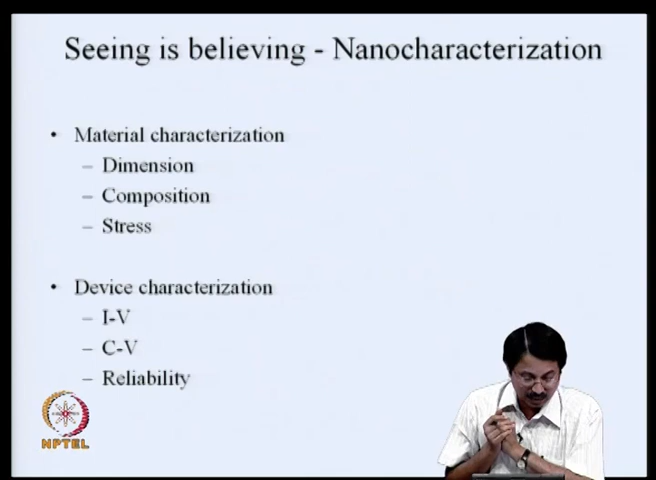 Seeing is believing - Nanocharacterization
• Material characterization
– Dimension
– Composition
– Stress
• Device characterization
– I-V
– C-V
– Reliability
NPTEL